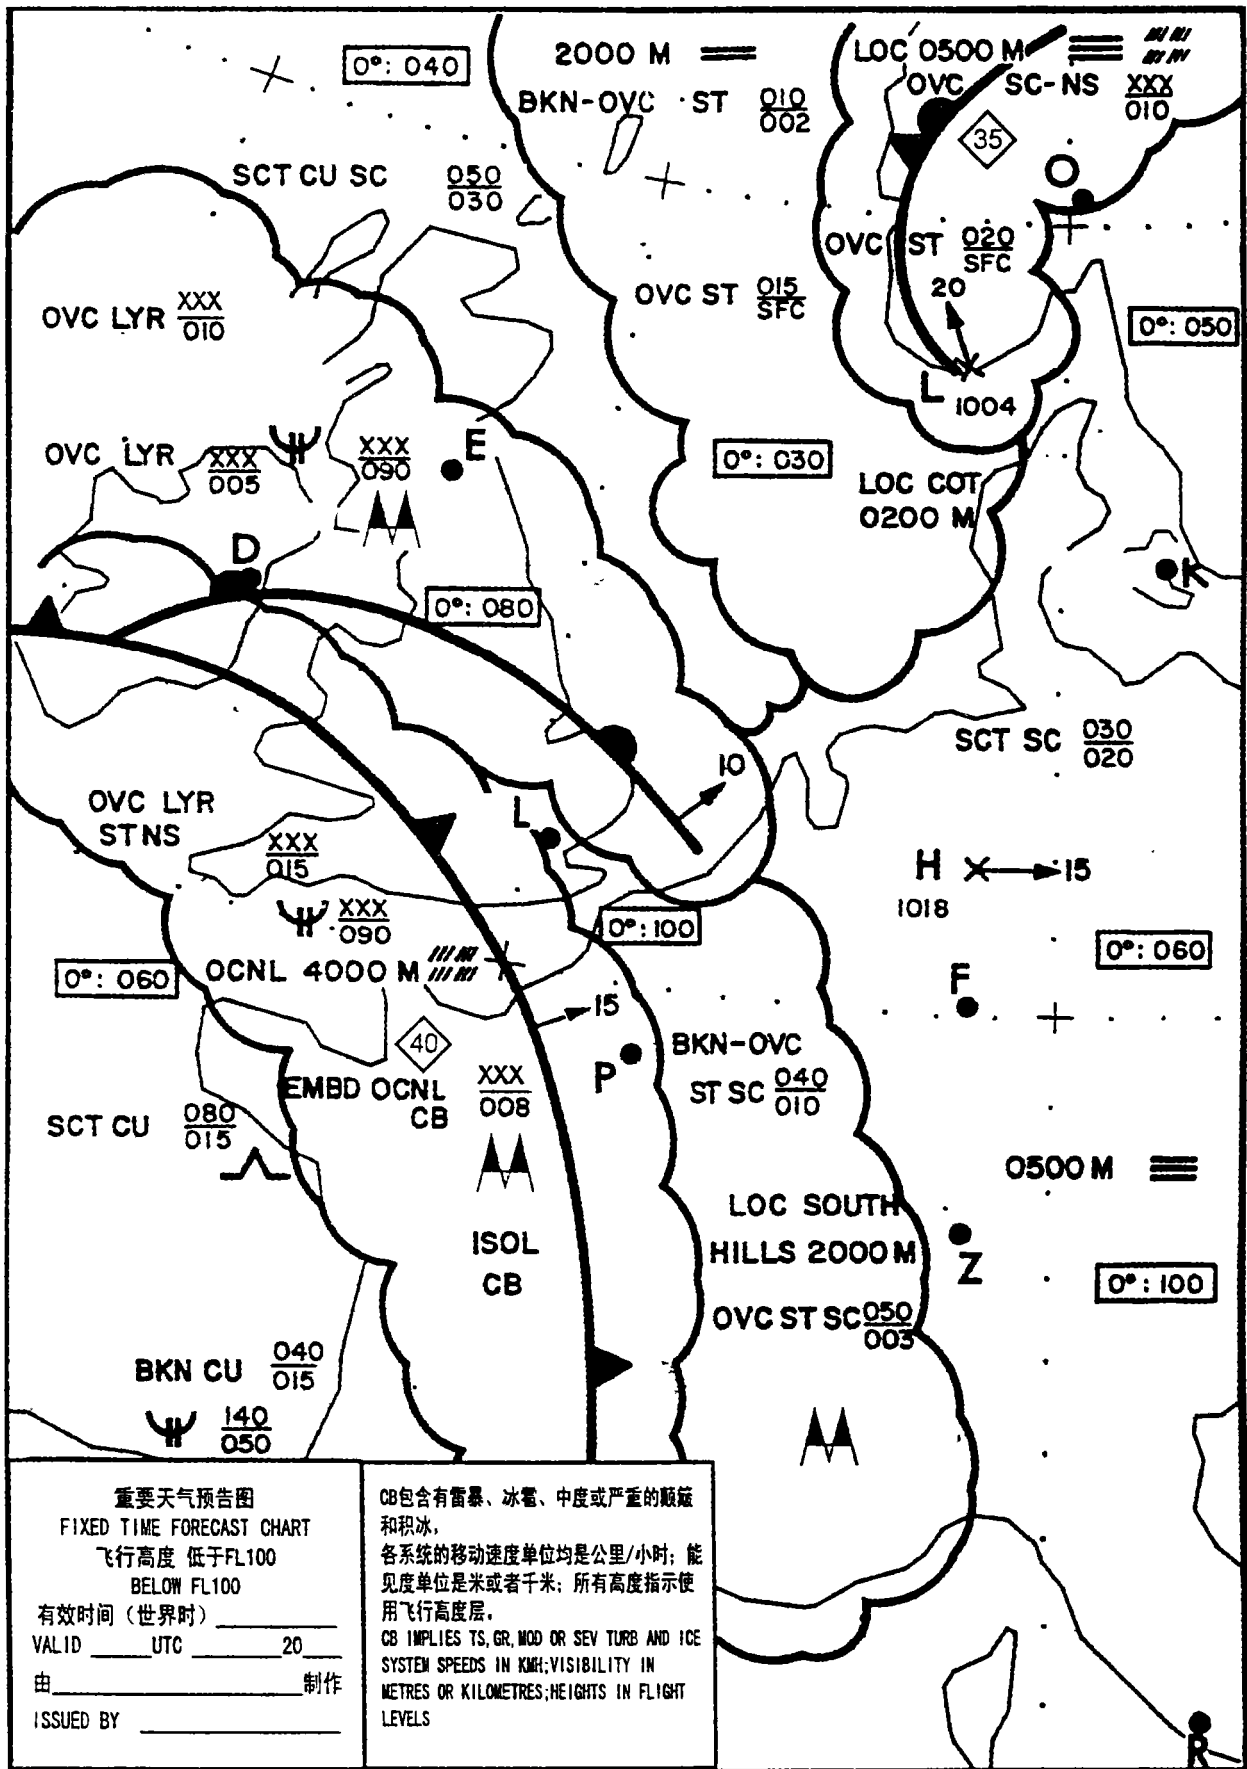 0°: 040
2000 M
BKN-OVC ST 010
002
LOC 0500 M
OVC SC-NS XXX
010
35
SCT CU SC 050
030
O
OVC ST 020
SFC
20
OVC LYR XXX
010
OVC ST 015
SFC
0°: 050
L
1004
OVC LYR XXX
005
XXX
090
E
0°: 030
LOC COT
0200 M
D
K
0°: 080
SCT SC 030
020
10
OVC LYR
STNS
XXX
015
L
H
15
1018
XXX
090
0°: 100
0°: 060
OCNL 4000 M
0°: 060
F
15
40
BKN-OVC
ST SC 040
010
P
EMBD OCNL
CB
XXX
008
SCT CU 080
015
0500 M
LOC SOUTH
HILLS 2000 M
ISOL
CB
Z
0°: 100
OVC ST SC 050
003
BKN CU 040
015
140
050
重要天气预告图
FIXED TIME FORECAST CHART
飞行高度 低于FL100
BELOW FL100
有效时间（世界时）
VALID UTC 20
由 制作
ISSUED BY
CB包含有雷暴、冰雹、中度或严重的颠簸
和积冰，
各系统的移动速度单位均是公里/小时；能
见度单位是米或者千米；所有高度指示使
用飞行高度层。
CB IMPLIES TS,GR,MOD OR SEV TURB AND ICE
SYSTEM SPEEDS IN KMH;VISIBILITY IN
METRES OR KILOMETRES;HEIGHTS IN FLIGHT
LEVELS
R